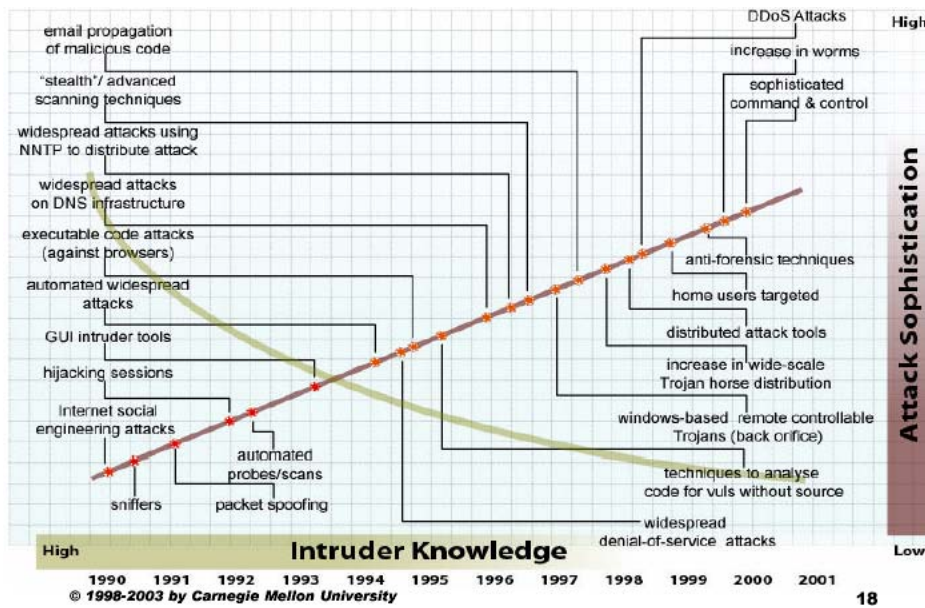 email propagation
of malicious code
"stealth"/ advanced
scanning techniques
widespread attacks using
NNTP to distribute attack
widespread attacks
on DNS infrastructure
executable code attacks
(against browsers)
automated widespread
attacks
GUI intruder tools
hijacking sessions
Internet social
engineering attacks
sniffers
packet spoofing
automated
probes/scans
DDoS Attacks
increase in worms
sophisticated
command & control
anti-forensic techniques
home users targeted
distributed attack tools
increase in wide-scale
Trojan horse distribution
windows-based remote controllable
Trojans (back orifice)
techniques to analyse
code for vuls without source
widespread
denial-of-service attacks
High
Attack Sophistication
Low
High
Intruder Knowledge
1990 1991 1992 1993 1994 1995 1996 1997 1998 1999 2000 2001
© 1998-2003 by Carnegie Mellon University
18